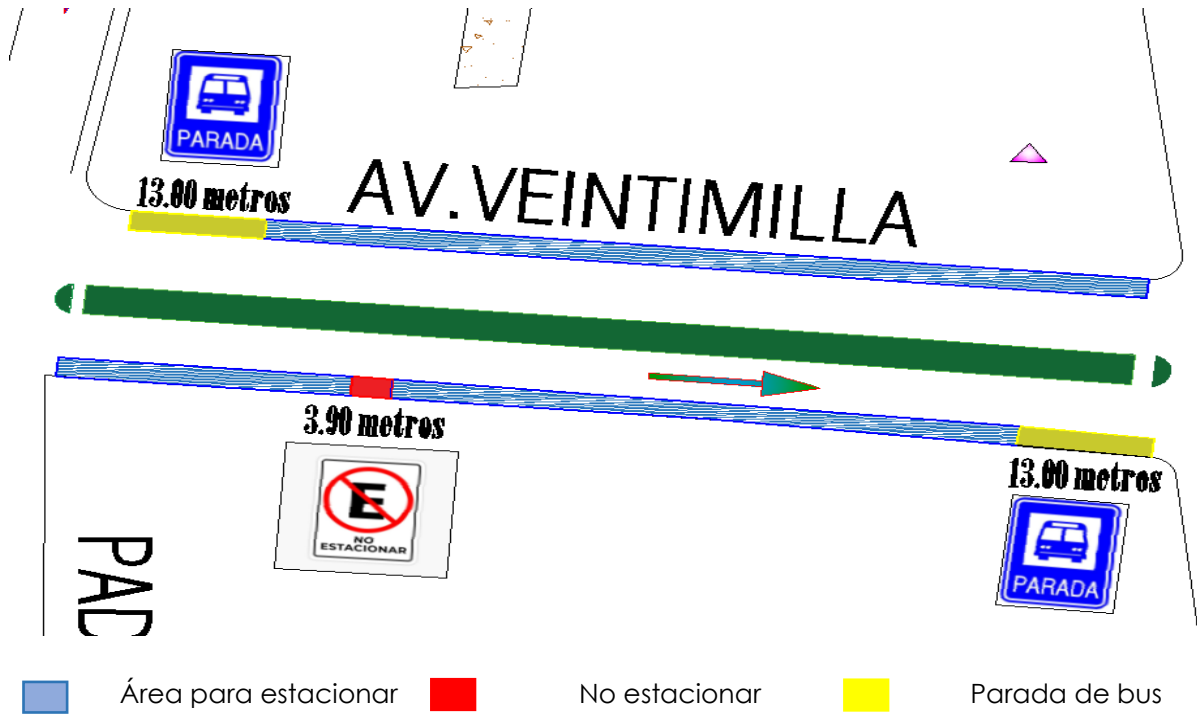 PARADA
13.00 metros
AV. VEINTIMILLA
3.90 metros
E
NO
ESTACIONAR
13.00 metros
PARADA
PAD
Área para estacionar
No estacionar
Parada de bus